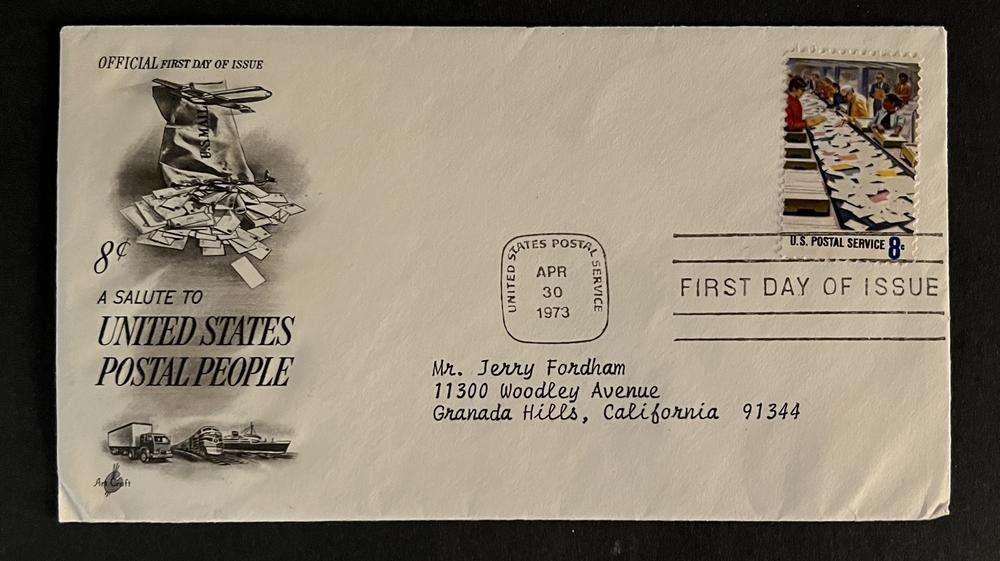 OFFICIAL FIRST DAY OF ISSUE
U.S. MAIL
8¢
A SALUTE TO
UNITED STATES
POSTAL PEOPLE
Art Craft
U.S. POSTAL SERVICE 8c
UNITED STATES POSTAL SERVICE
APR
30
1973
FIRST DAY OF ISSUE
Mr. Jerry Fordham
11300 Woodley Avenue
Granada Hills, California 91344